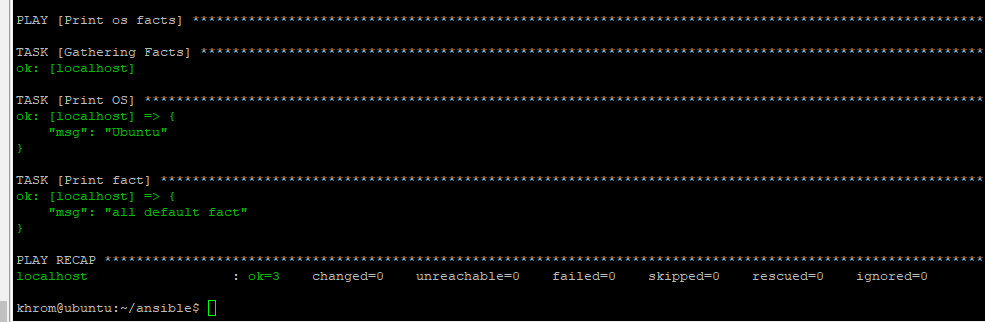 PLAY [Print os facts] ***************************************************************************************************
TASK [Gathering Facts] **************************************************************************************************
ok: [localhost]
TASK [Print OS] *********************************************************************************************************
ok: [localhost] => {
    "msg": "Ubuntu"
}
TASK [Print fact] *******************************************************************************************************
ok: [localhost] => {
    "msg": "all default fact"
}
PLAY RECAP **************************************************************************************************************
localhost                  : ok=3    changed=0    unreachable=0    failed=0    skipped=0    rescued=0    ignored=0
khrom@ubuntu:~/ansible$